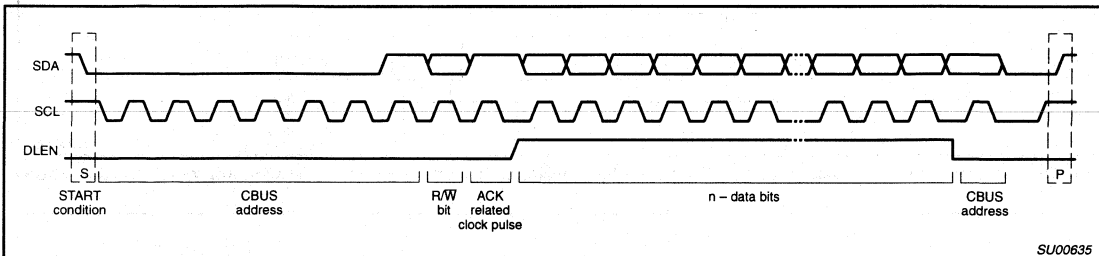 SDA
SCL
DLEN
S
P
START
condition
CBUS
address
R/W̅
bit
ACK
related
clock pulse
n – data bits
CBUS
address
SU00635